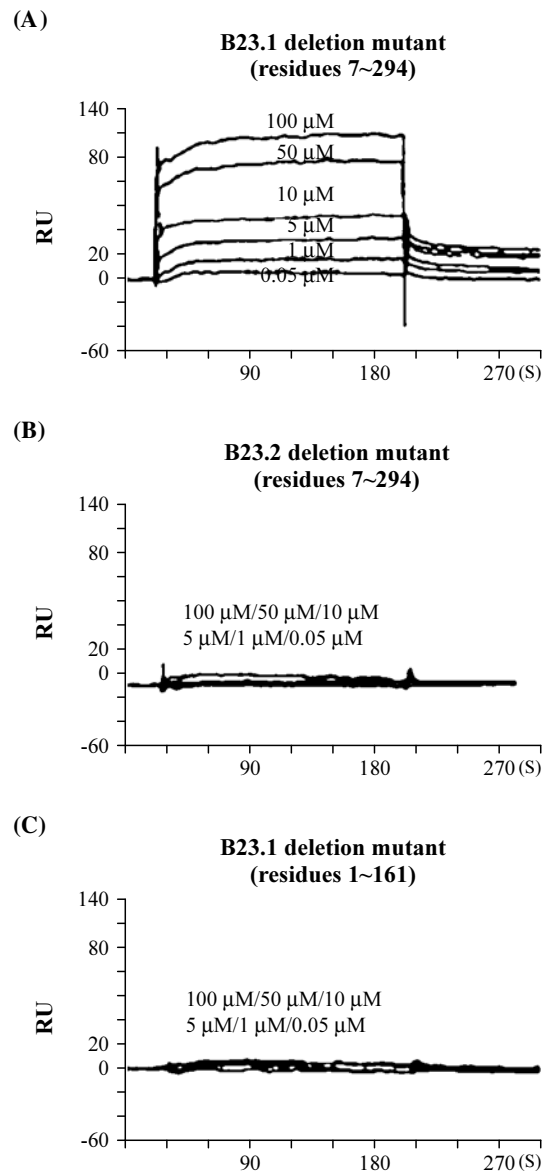 (A)
B23.1 deletion mutant
(residues 7~294)
140
100 μM
80
50 μM
10 μM
RU
5 μM
20
1 μM
0
0.05 μM
-60
90
180
270 (S)
(B)
B23.2 deletion mutant
(residues 7~294)
140
80
RU
100 μM/50 μM/10 μM
5 μM/1 μM/0.05 μM
20
0
-60
90
180
270 (S)
(C)
B23.1 deletion mutant
(residues 1~161)
140
80
RU
100 μM/50 μM/10 μM
5 μM/1 μM/0.05 μM
20
0
-60
90
180
270 (S)